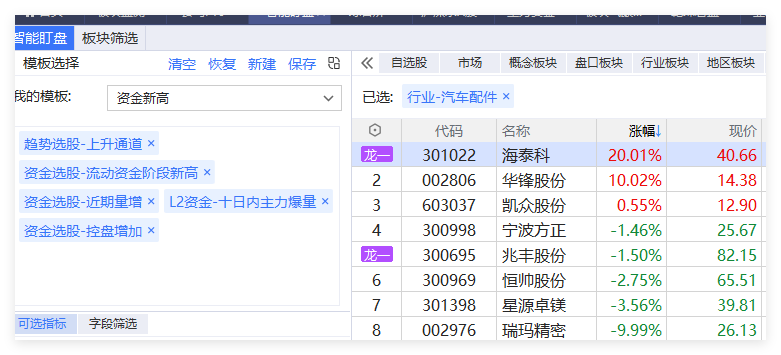 智能盯盘 板块筛选
模板选择 清空 恢复 新建 保存
我的模板: 资金新高
趋势选股-上升通道 ×
资金选股-流动资金阶段新高 ×
资金选股-近期量增 × L2资金-十日内主力爆量 ×
资金选股-控盘增加 ×
可选指标 字段筛选
自选股 市场 概念板块 盘口板块 行业板块 地区板块
已选: 行业-汽车配件 ×
代码 名称 涨幅↓ 现价
龙一 301022 海泰科 20.01% 40.66
2 002806 华锋股份 10.02% 14.38
3 603037 凯众股份 0.55% 12.90
4 300998 宁波方正 -1.46% 25.67
龙一 300695 兆丰股份 -1.50% 82.15
6 300969 恒帅股份 -2.75% 65.51
7 301398 星源卓镁 -3.56% 39.81
8 002976 瑞玛精密 -9.99% 26.13